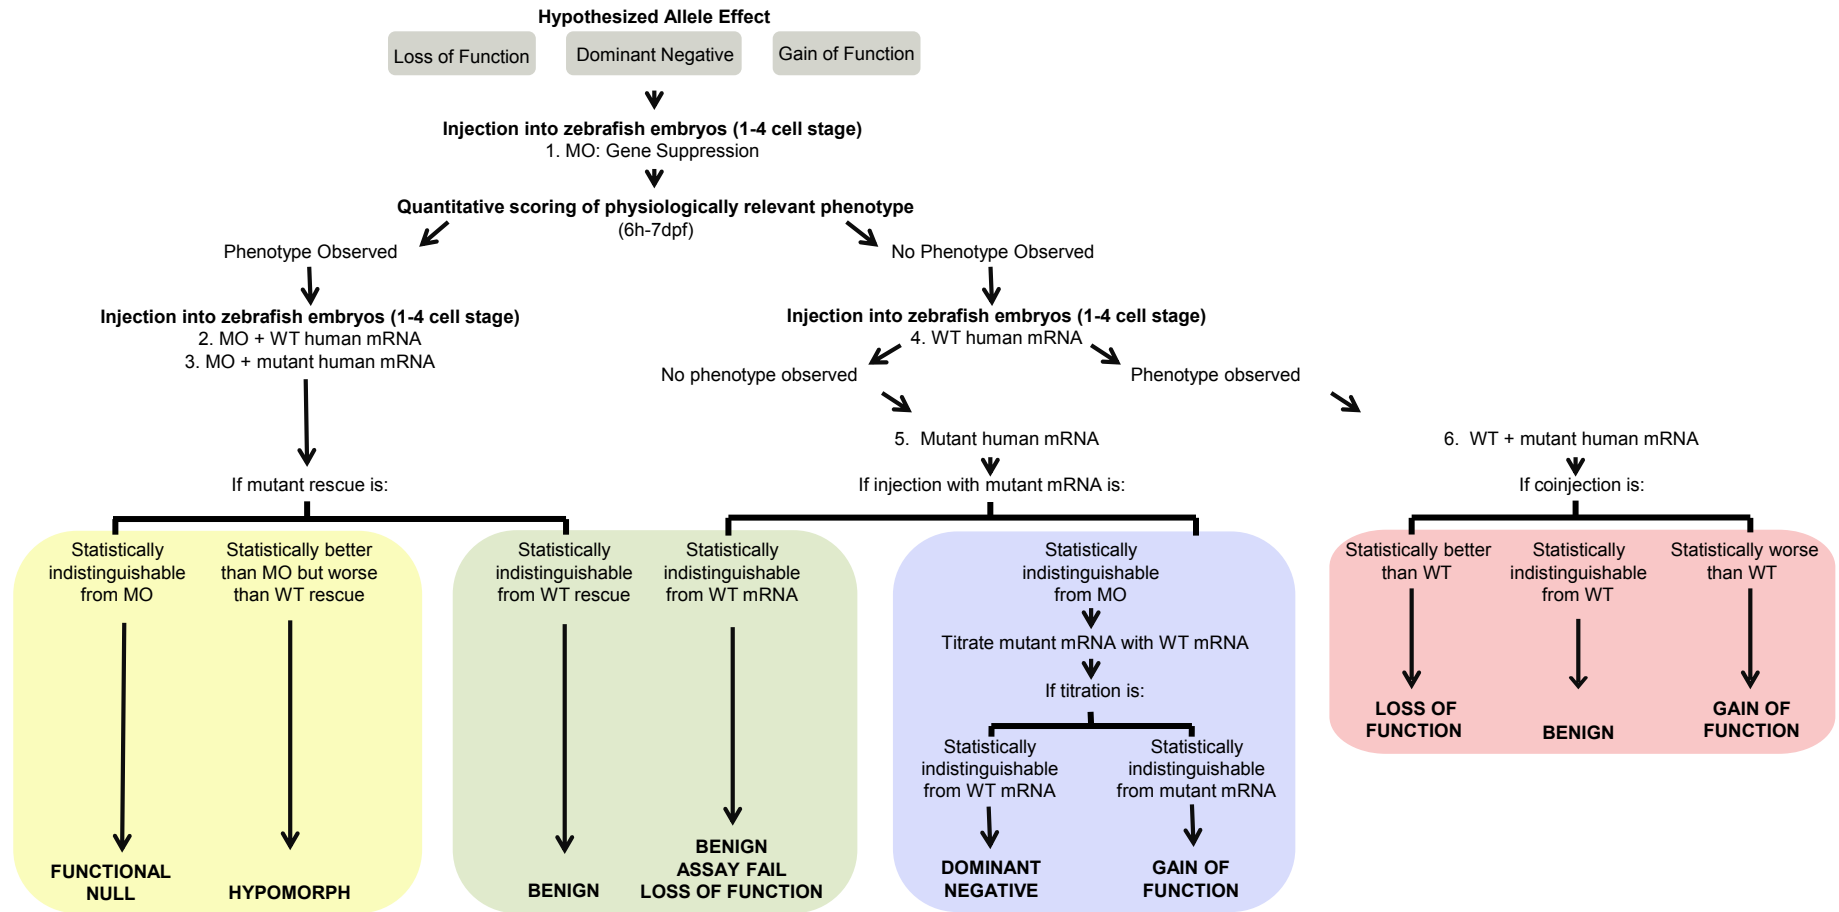 Hypothesized Allele Effect
Loss of Function
Dominant Negative
Gain of Function
Injection into zebrafish embryos (1-4 cell stage)
1. MO: Gene Suppression
Quantitative scoring of physiologically relevant phenotype
(6h-7dpf)
Phenotype Observed
No Phenotype Observed
Injection into zebrafish embryos (1-4 cell stage)
2. MO + WT human mRNA
3. MO + mutant human mRNA
Injection into zebrafish embryos (1-4 cell stage)
4. WT human mRNA
No phenotype observed
Phenotype observed
5. Mutant human mRNA
6. WT + mutant human mRNA
If mutant rescue is:
If injection with mutant mRNA is:
If coinjection is:
Statistically
indistinguishable
from MO
Statistically better
than MO but worse
than WT rescue
Statistically
indistinguishable
from WT rescue
Statistically
indistinguishable
from WT mRNA
Statistically
indistinguishable
from MO
Statistically better
than WT
Statistically
indistinguishable
from WT
Statistically worse
than WT
Titrate mutant mRNA with WT mRNA
If titration is:
Statistically
indistinguishable
from WT mRNA
Statistically
indistinguishable
from mutant mRNA
LOSS OF
FUNCTION
BENIGN
GAIN OF
FUNCTION
FUNCTIONAL
NULL
HYPOMORPH
BENIGN
BENIGN
ASSAY FAIL
LOSS OF FUNCTION
DOMINANT
NEGATIVE
GAIN OF
FUNCTION